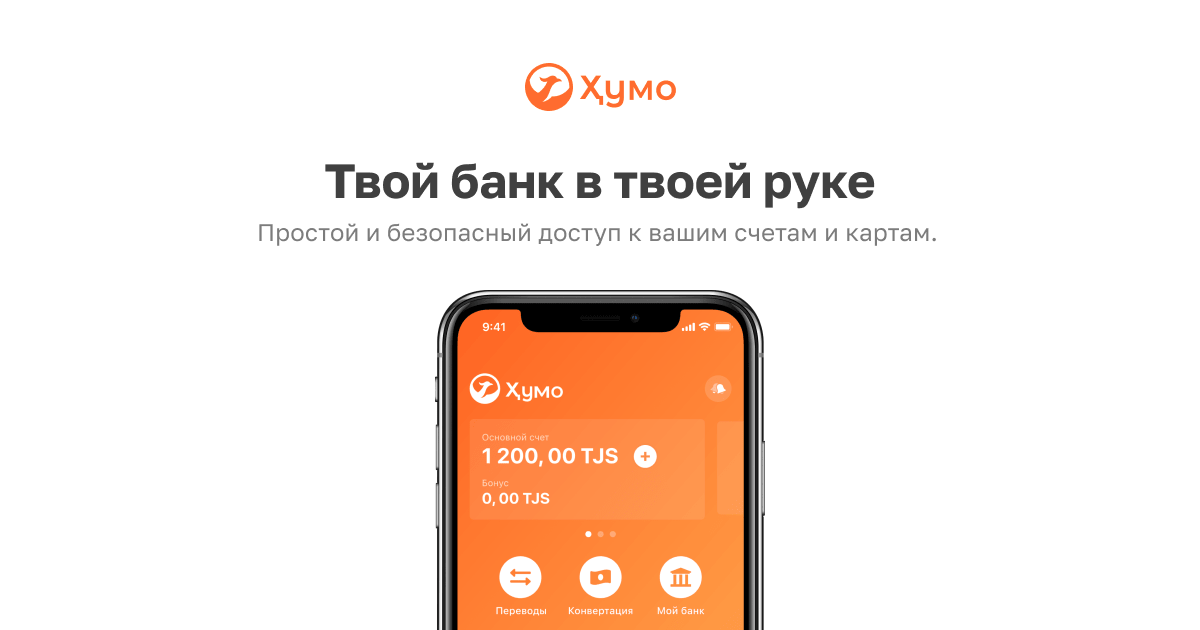 Ҳумо
Твой банк в твоей руке
Простой и безопасный доступ к вашим счетам и картам.
9:41
Ҳумо
Основной счет
1 200, 00 TJS
Бонус
0, 00 TJS
Переводы Конвертация Мой банк